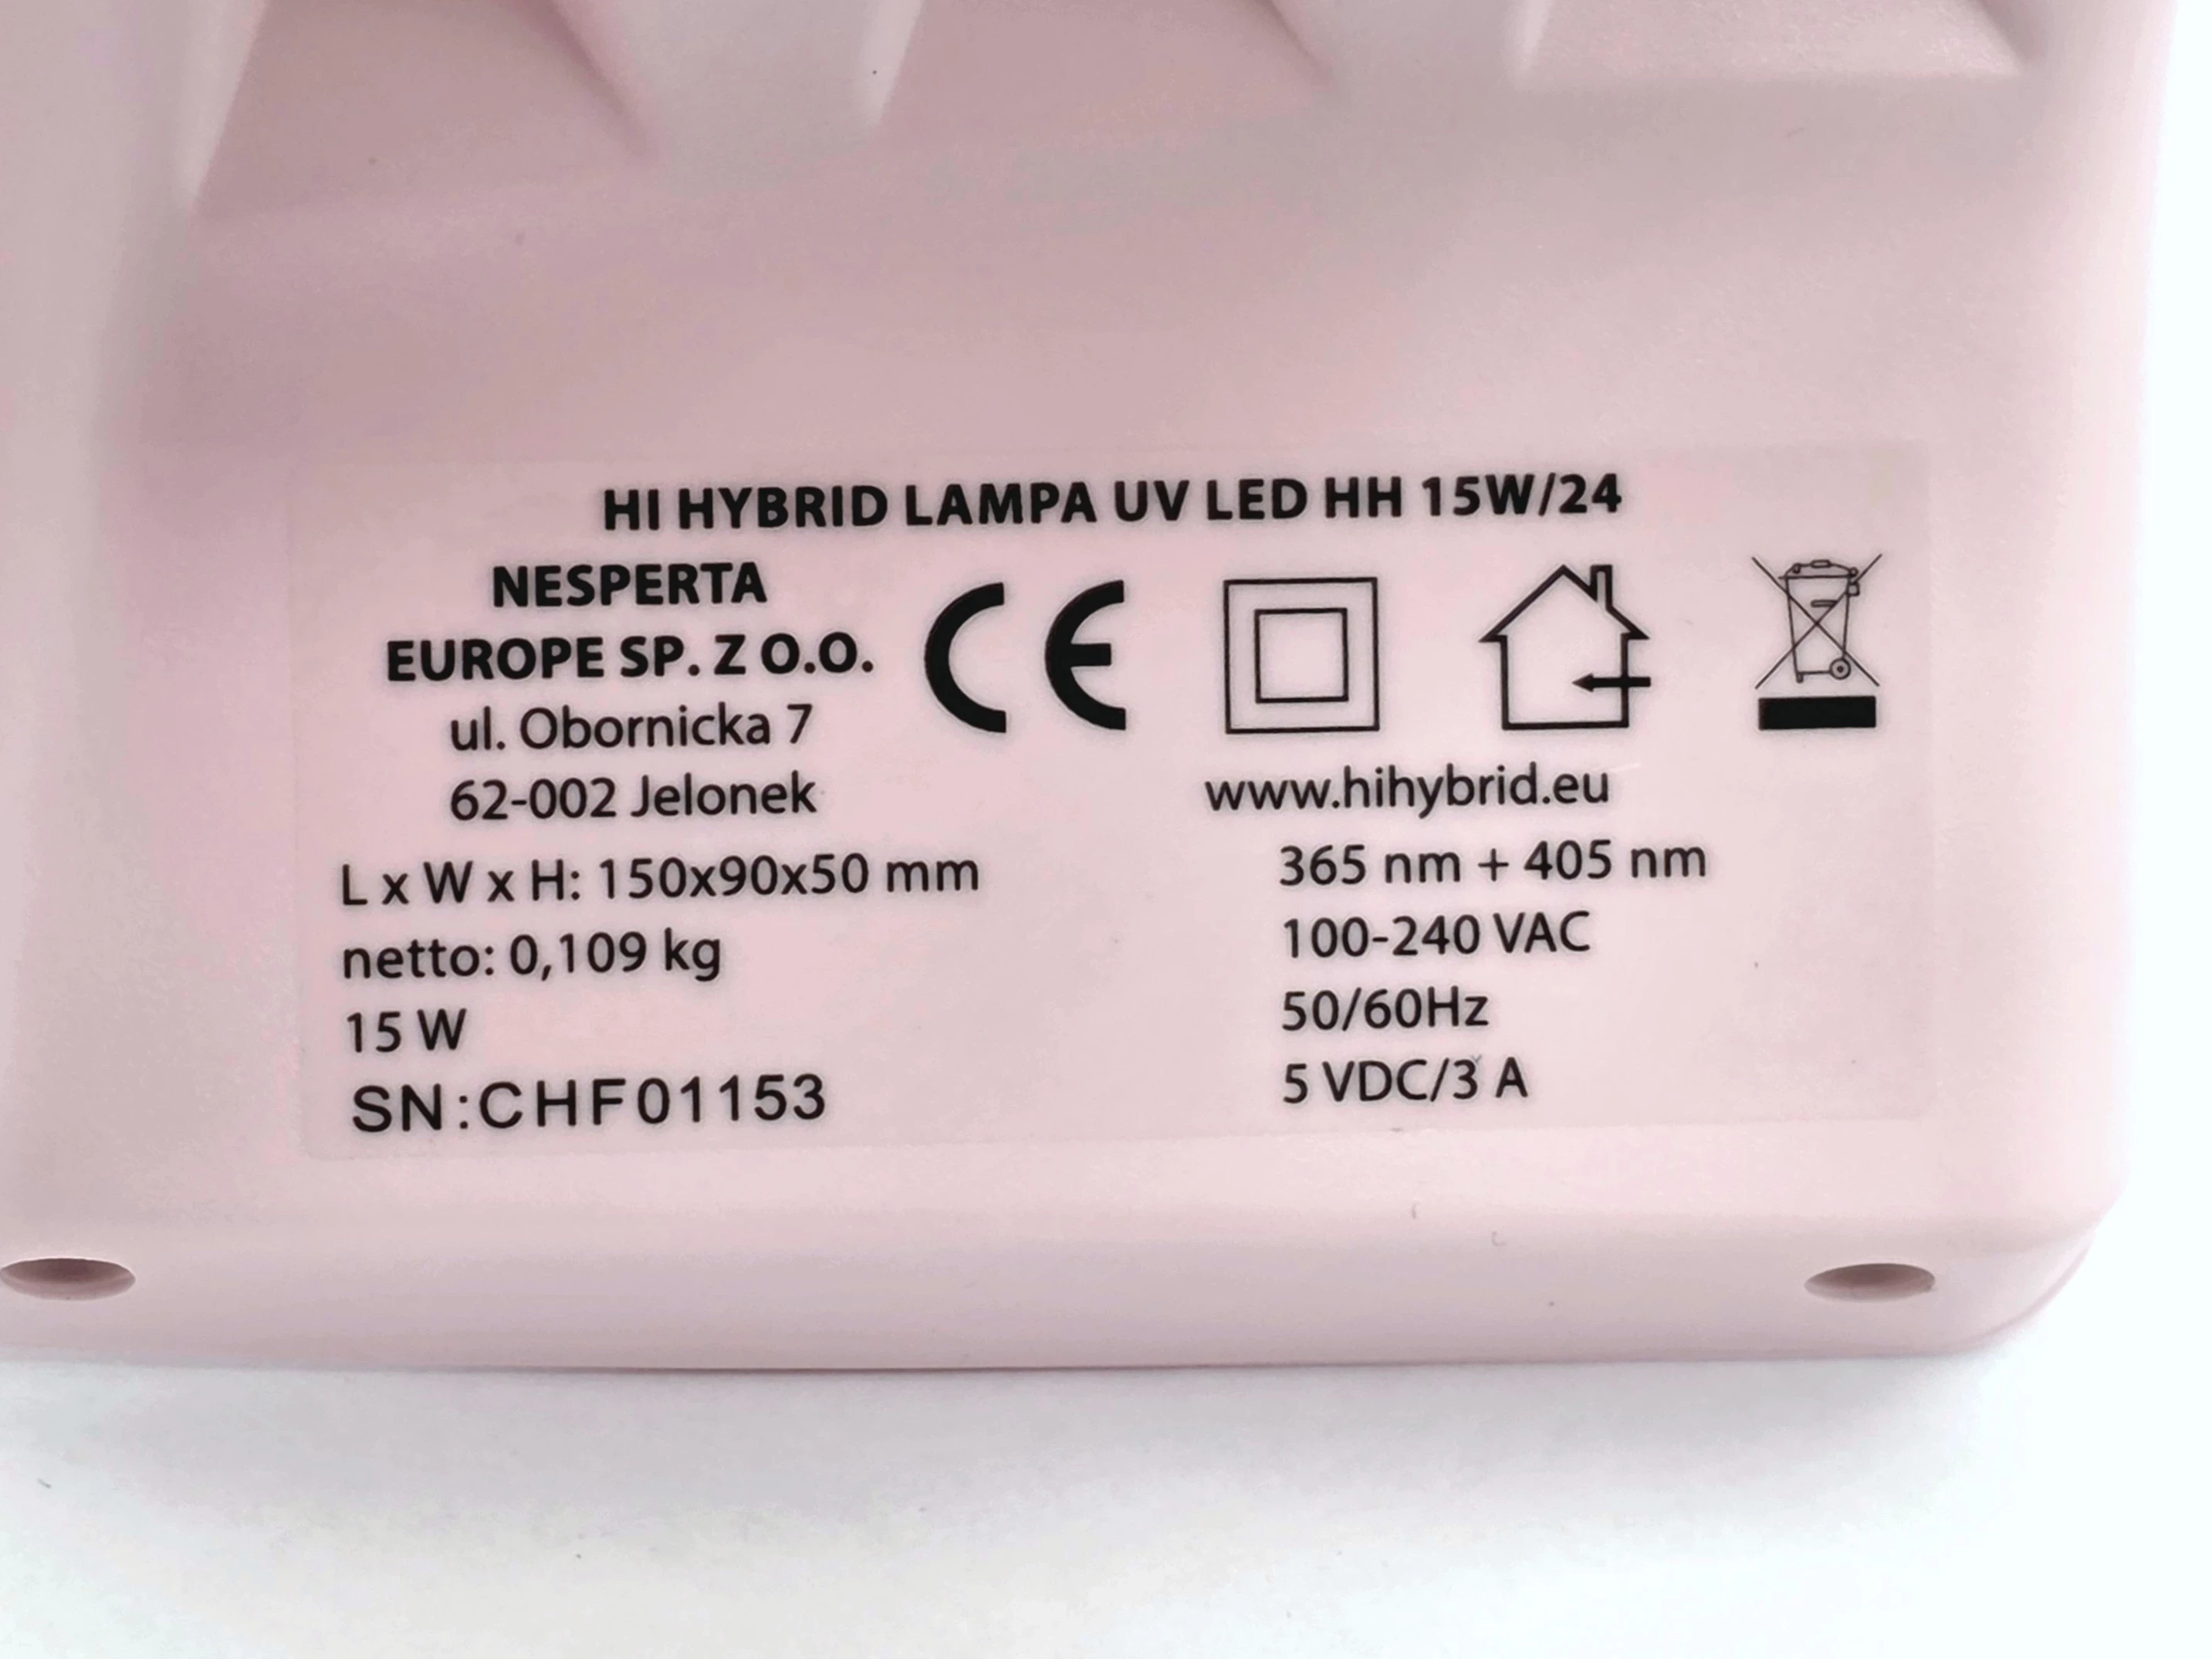 HI HYBRID LAMPA UV LED HH 15W/24
NESPERTA
EUROPE SP. Z O.O.
ul. Obornicka 7
62-002 Jelonek
CE
www.hihybrid.eu
L x W x H: 150x90x50 mm
netto: 0,109 kg
15 W
SN:CHF01153
365 nm + 405 nm
100-240 VAC
50/60Hz
5 VDC/3 A